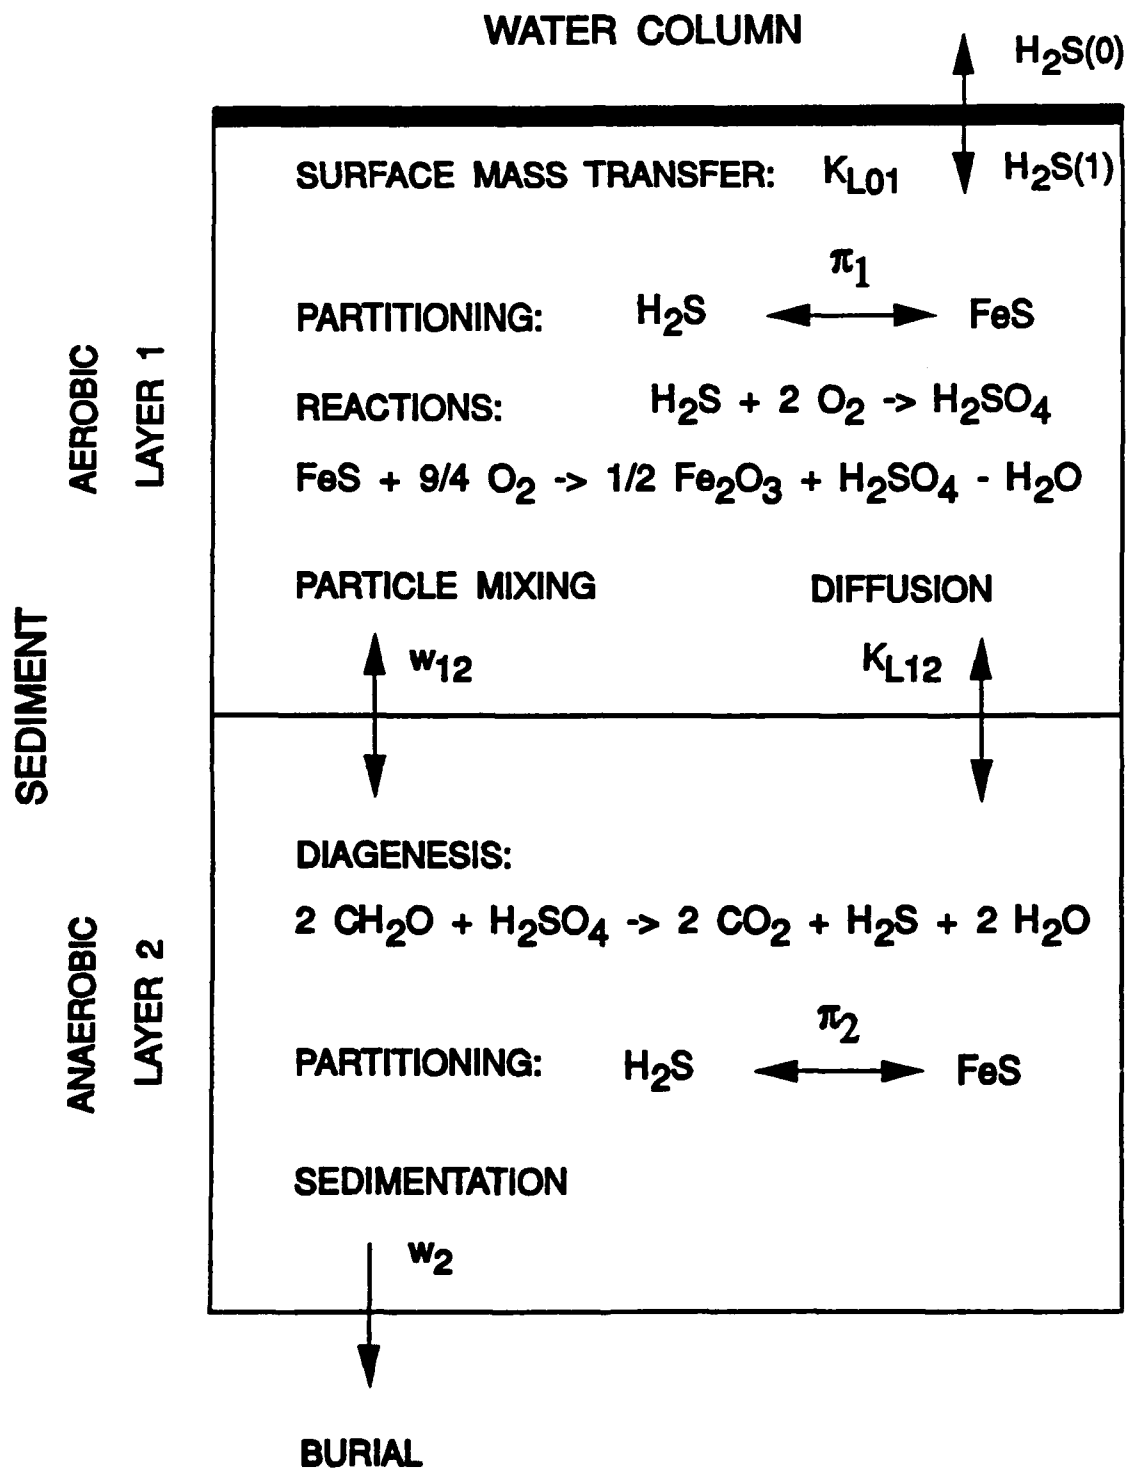 WATER COLUMN
H₂S(0)
SURFACE MASS TRANSFER: K_L01 H₂S(1)
π₁
PARTITIONING: H₂S FeS
REACTIONS: H₂S + 2 O₂ -> H₂SO₄
FeS + 9/4 O₂ -> 1/2 Fe₂O₃ + H₂SO₄ - H₂O
PARTICLE MIXING DIFFUSION
w₁₂ K_L12
AEROBIC
LAYER 1
SEDIMENT
DIAGENESIS:
2 CH₂O + H₂SO₄ -> 2 CO₂ + H₂S + 2 H₂O
π₂
PARTITIONING: H₂S FeS
SEDIMENTATION
w₂
ANAEROBIC
LAYER 2
BURIAL